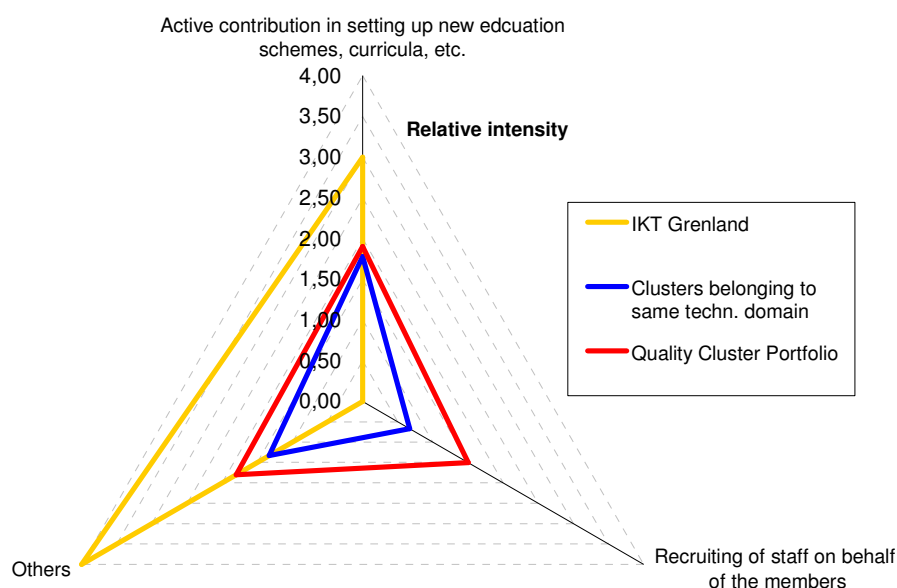 Active contribution in setting up new edcuation
schemes, curricula, etc.
4,00
3,50
Relative intensity
3,00
2,50
2,00
1,50
1,00
0,50
0,00
IKT Grenland
Clusters belonging to
same techn. domain
Quality Cluster Portfolio
Others
Recruiting of staff on behalf
of the members